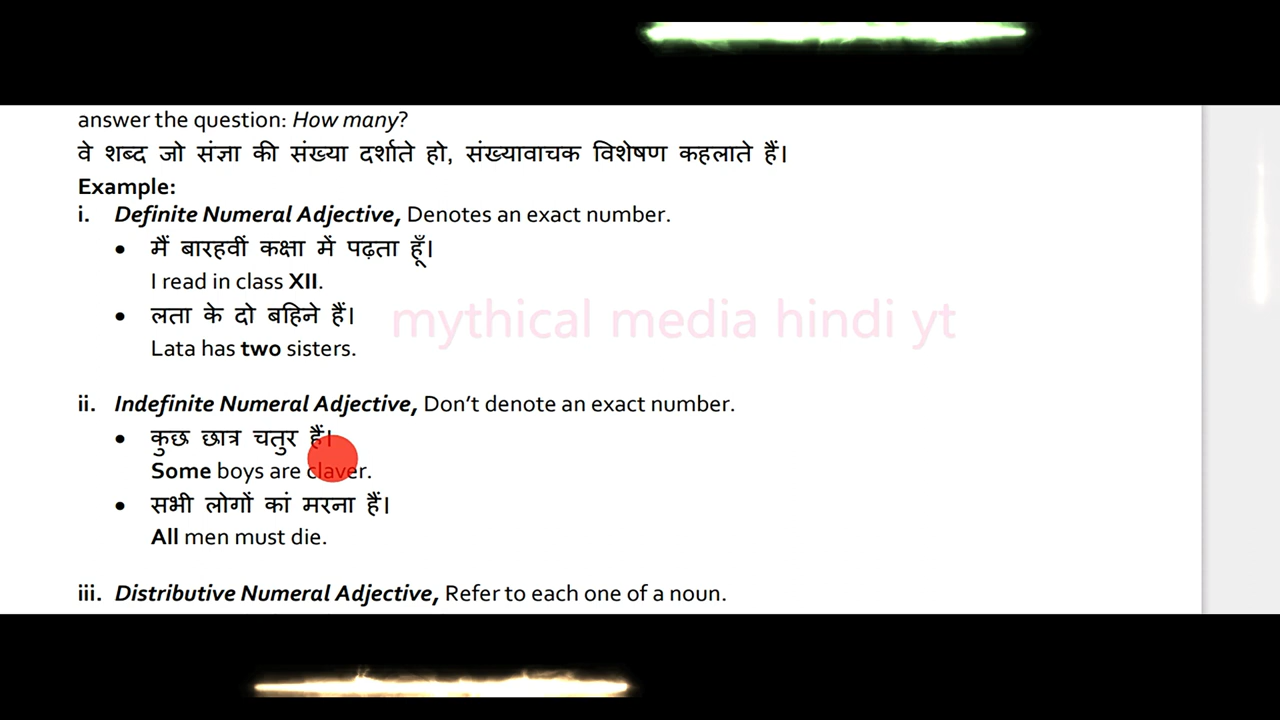 answer the question: How many?
वे शब्द जो संज्ञा की संख्या दर्शाते हो, संख्यावाचक विशेषण कहलाते हैं।
Example:
i. Definite Numeral Adjective, Denotes an exact number.
• मैं बारहवीं कक्षा में पढ़ता हूँ।
I read in class XII.
• लता के दो बहिने हैं।
mythical media hindi yt
Lata has two sisters.
ii. Indefinite Numeral Adjective, Don't denote an exact number.
• कुछ छात्र चतुर हैं।
Some boys are claver.
• सभी लोगों कां मरना हैं।
All men must die.
iii. Distributive Numeral Adjective, Refer to each one of a noun.